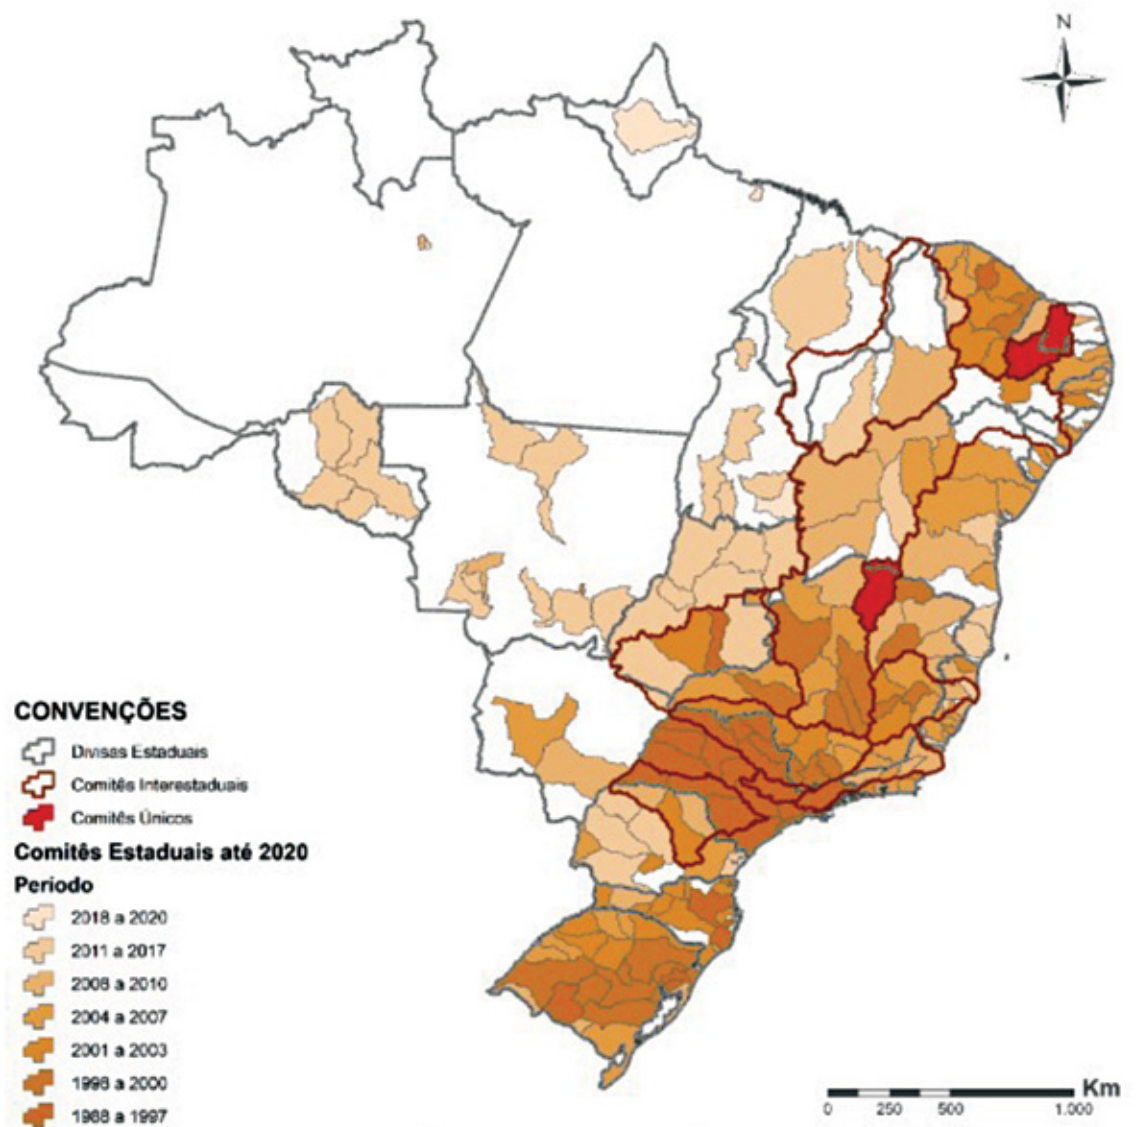 N
CONVENÇÕES
Divisas Estaduais
Comitês Interestaduais
Comitês Únicos
Comitês Estaduais até 2020
Período
2018 a 2020
2011 a 2017
2008 a 2010
2004 a 2007
2001 a 2003
1998 a 2000
1988 a 1997
Km
0 250 500 1.000